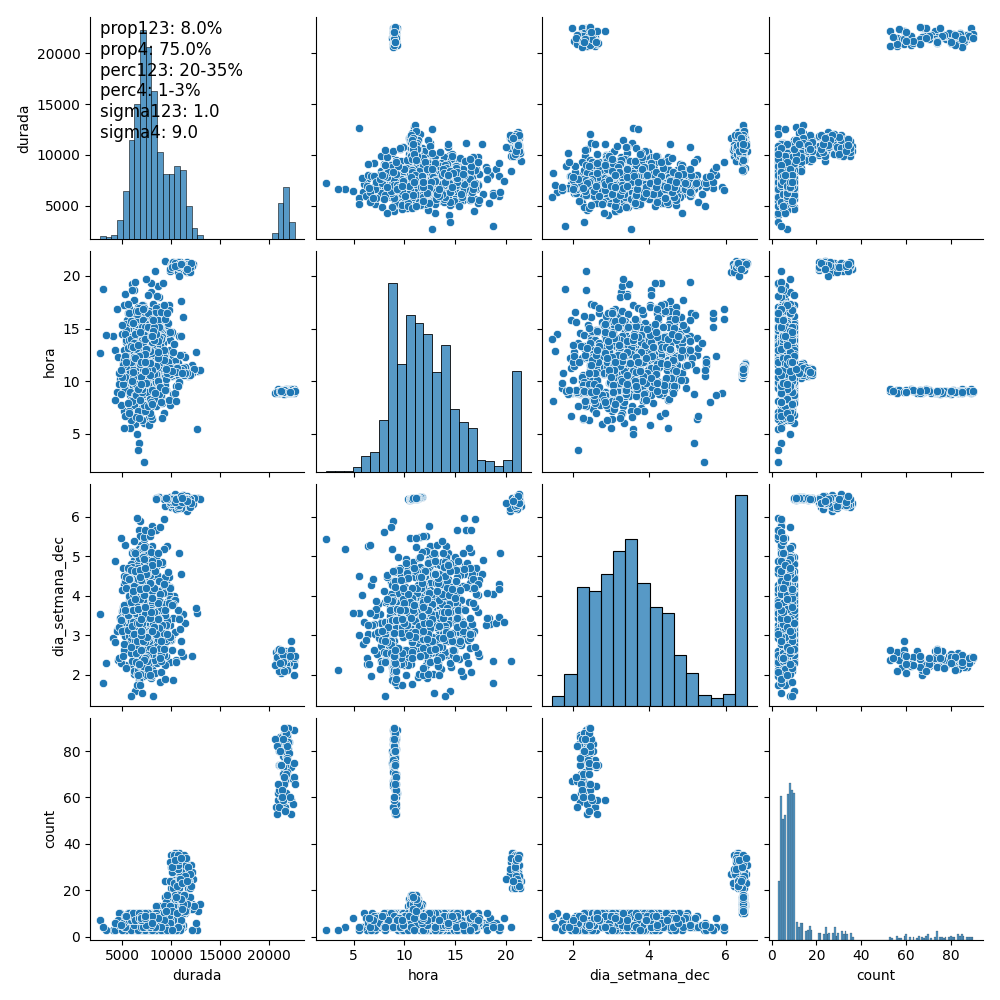 prop123: 8.0%
prop4: 75.0%
perc123: 20-35%
perc4: 1-3%
sigma123: 1.0
sigma4: 9.0
durada
20000
15000
10000
5000
hora
20
15
10
5
dia_setmana_dec
6
5
4
3
2
count
80
60
40
20
0
5000 10000 15000 20000
5 10 15 20
2 4 6
0 20 40 60 80
durada
hora
dia_setmana_dec
count